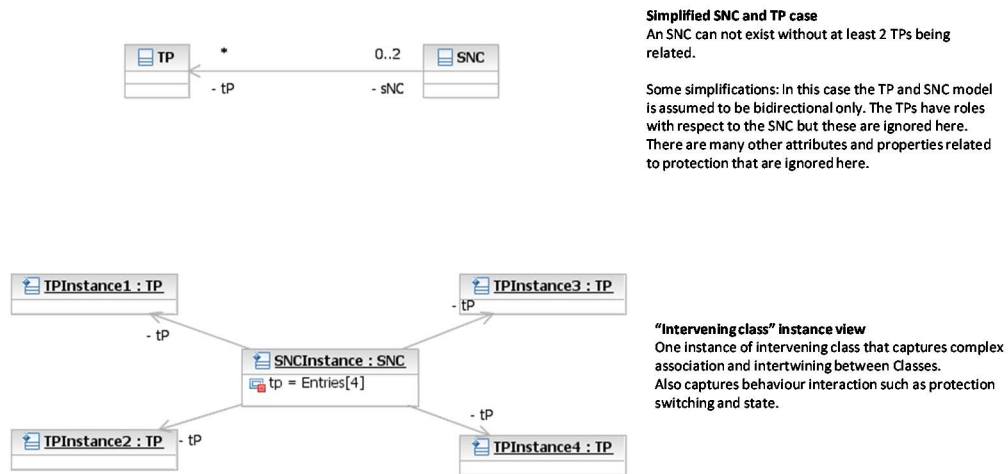 TP
*
0..2
SNC
- tP
- sNC
Simplified SNC and TP case
An SNC can not exist without at least 2 TPs being
related.
Some simplifications: In this case the TP and SNC model
is assumed to be bidirectional only. The TPs have roles
with respect to the SNC but these are ignored here.
There are many other attributes and properties related
to protection that are ignored here.
TPInstance1 : TP
TPInstance3 : TP
- tP
- tP
SNCInstance : SNC
tp = Entries[4]
- tP
- tP
TPInstance2 : TP
TPInstance4 : TP
“Intervening class” instance view
One instance of intervening class that captures complex
association and intertwining between Classes.
Also captures behaviour interaction such as protection
switching and state.